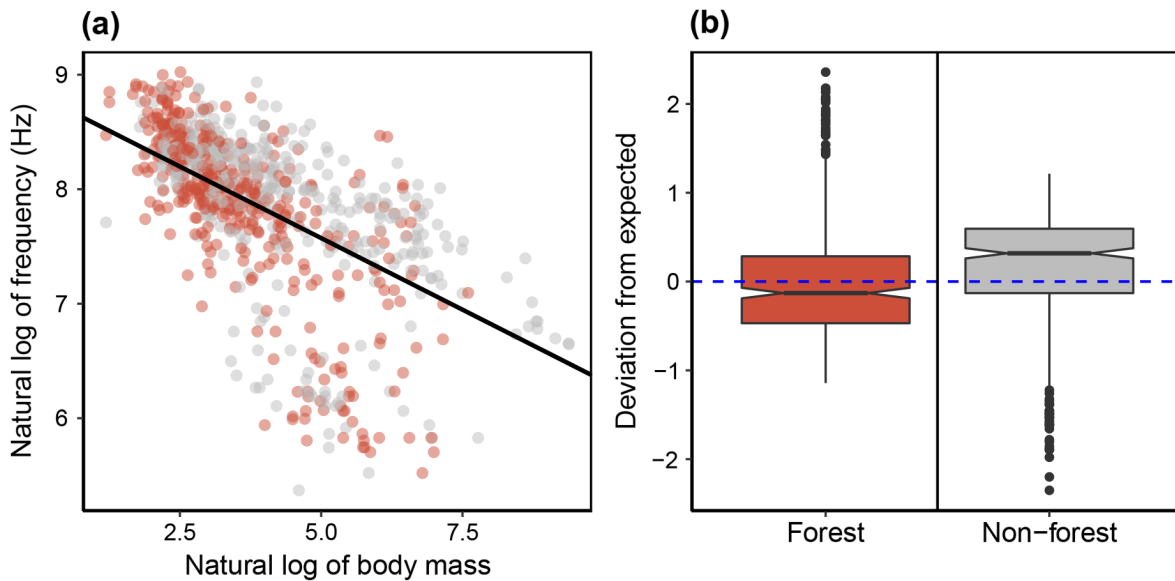 (a)
Natural log of frequency (Hz)
9
8
7
6
2.5
5.0
7.5
Natural log of body mass
(b)
Deviation from expected
2
1
0
−1
−2
Forest
Non−forest